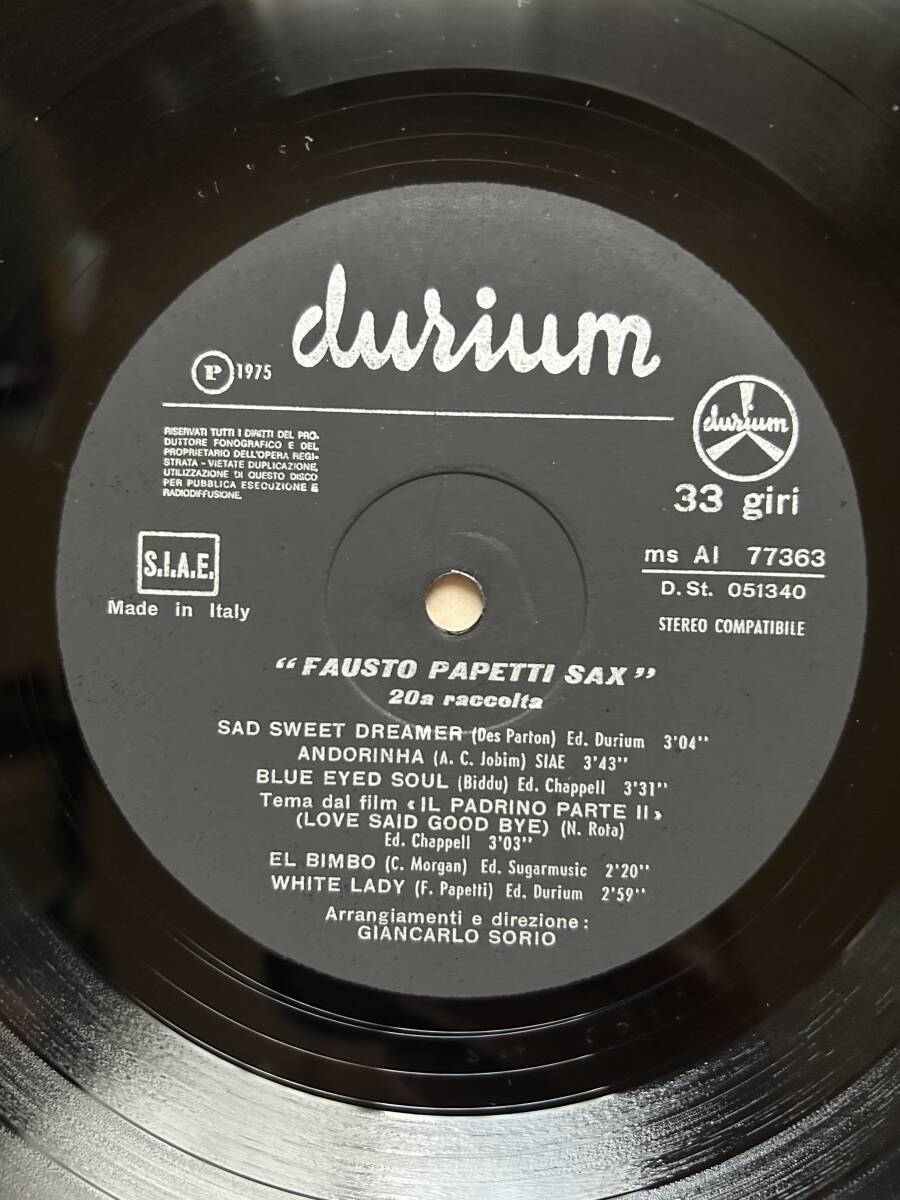 durium
P 1975
RISERVATI TUTTI I DIRITTI DEL PRO-
DUTTORE FONOGRAFICO E DEL
PROPRIETARIO DELL'OPERA REGI-
STRATA - VIETATE DUPLICAZIONE,
UTILIZZAZIONE DI QUESTO DISCO
PER PUBBLICA ESECUZIONE E
RADIODIFFUSIONE.
durium
33 giri
S.I.A.E.
Made in Italy
ms AI 77363
D. St. 051340
STEREO COMPATIBILE
"FAUSTO PAPETTI SAX"
20a raccolta
SAD SWEET DREAMER (Des Parton) Ed. Durium 3'04''
ANDORINHA (A. C. Jobim) SIAE 3'43''
BLUE EYED SOUL (Biddu) Ed. Chappell 3'31''
Tema dal film «IL PADRINO PARTE II»
(LOVE SAID GOOD BYE) (N. Rota)
Ed. Chappell 3'03''
EL BIMBO (C. Morgan) Ed. Sugarmusic 2'20''
WHITE LADY (F. Papetti) Ed. Durium 2'59''
Arrangiamenti e direzione:
GIANCARLO SORIO